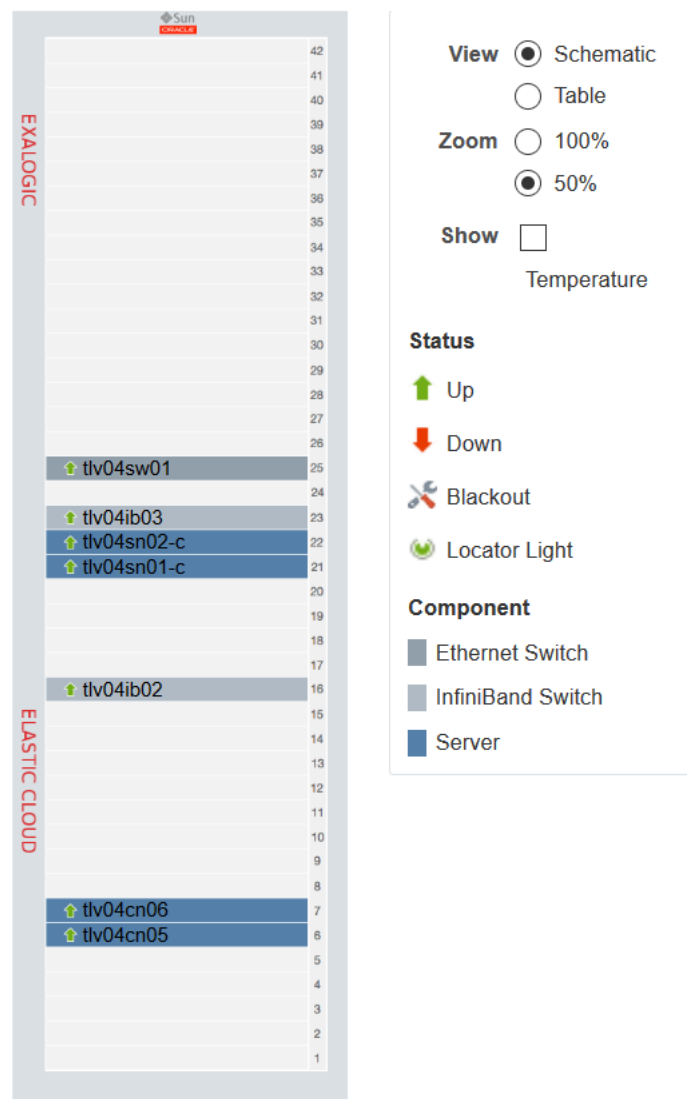 Sun
ORACLE
EXALOGIC
ELASTIC CLOUD
42
41
40
39
38
37
36
35
34
33
32
31
30
29
28
27
26
tlv04sw01 25
24
tlv04ib03 23
tlv04sn02-c 22
tlv04sn01-c 21
20
19
18
17
tlv04ib02 16
15
14
13
12
11
10
9
8
tlv04cn06 7
tlv04cn05 6
5
4
3
2
1
View Schematic
Table
Zoom 100%
50%
Show
Temperature
Status
Up
Down
Blackout
Locator Light
Component
Ethernet Switch
InfiniBand Switch
Server